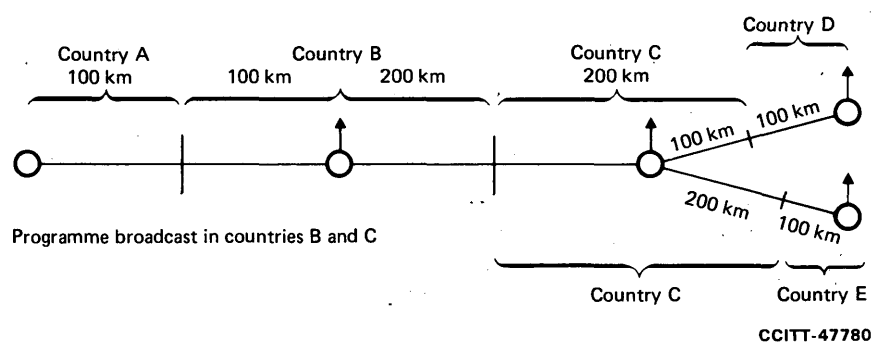 Country A
100 km
Country B
100 km 200 km
Country C
200 km
Country D
100 km
100 km
200 km
100 km
Programme broadcast in countries B and C
Country C
Country E
CCITT-47780